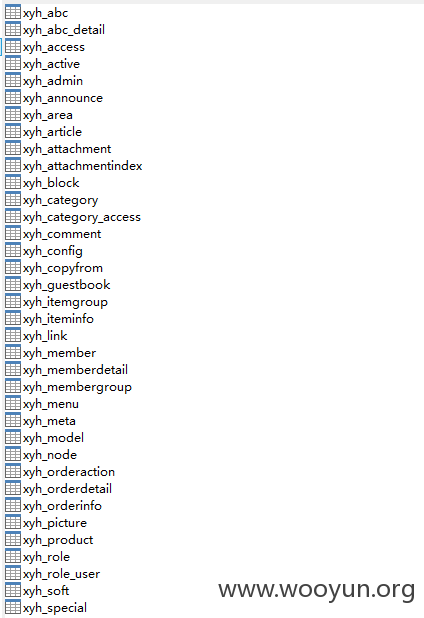 xyh_abc
xyh_abc_detail
xyh_access
xyh_active
xyh_admin
xyh_announce
xyh_area
xyh_article
xyh_attachment
xyh_attachmentindex
xyh_block
xyh_category
xyh_category_access
xyh_comment
xyh_config
xyh_copyfrom
xyh_guestbook
xyh_itemgroup
xyh_iteminfo
xyh_link
xyh_member
xyh_memberdetail
xyh_membergroup
xyh_menu
xyh_meta
xyh_model
xyh_node
xyh_orderaction
xyh_orderdetail
xyh_orderinfo
xyh_picture
xyh_product
xyh_role
xyh_role_user
xyh_soft
xyh_special
www.wooyun.org